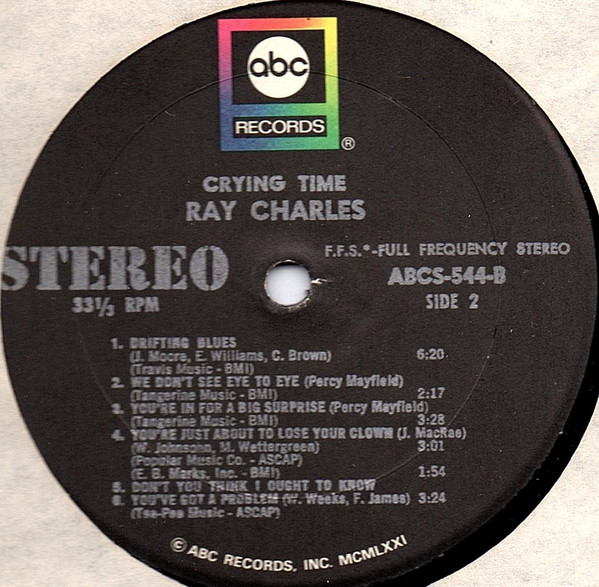 abc
RECORDS
®
CRYING TIME
RAY CHARLES
STEREO
33⅓ RPM
F.F.S.*-FULL FREQUENCY STEREO
ABCS-544-B
SIDE 2
1. DRIFTING BLUES
(J. Moore, E. Williams, C. Brown) 6:20
(Travis Music - BMI)
2. WE DON'T SEE EYE TO EYE (Percy Mayfield)
(Tangerine Music - BMI) 2:17
3. YOU'RE IN FOR A BIG SURPRISE (Percy Mayfield)
(Tangerine Music - BMI) 3:28
4. YOU'RE JUST ABOUT TO LOSE YOUR CLOWN (J. MacRae)
(W. Johnson, M. Wettergreen) 3:01
(Popular Music Co. - ASCAP)
(E. B. Marks, Inc. - BMI) 1:54
5. DON'T YOU THINK I OUGHT TO KNOW
6. YOU'VE GOT A PROBLEM (W. Weeks, F. James) 3:24
(Tee-Pee Music - ASCAP)
© ABC RECORDS, INC. MCMLXXI